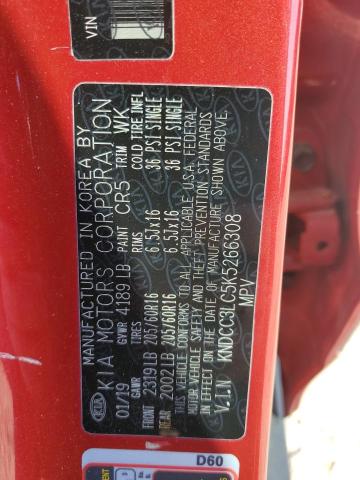 VIN
MANUFACTURED IN KOREA BY
KIA KIA MOTORS CORPORATION
01/19 GVWR 4189 LB PAINT CR5 TRIM WK
GAWR TIRES RIMS COLD TIRE INFL
FRONT 2319 LB 205/60R16 6.5Jx16 36 PSI SINGLE
REAR 2002 LB 205/60R16 6.5Jx16 36 PSI SINGLE
THIS VEHICLE CONFORMS TO ALL APPLICABLE U.S.A. FEDERAL
MOTOR VEHICLE SAFETY AND THEFT PREVENTION STANDARDS
IN EFFECT ON THE DATE OF MANUFACTURE SHOWN ABOVE.
V.I.N KNDCC3LC5K5266908
MPV
D60